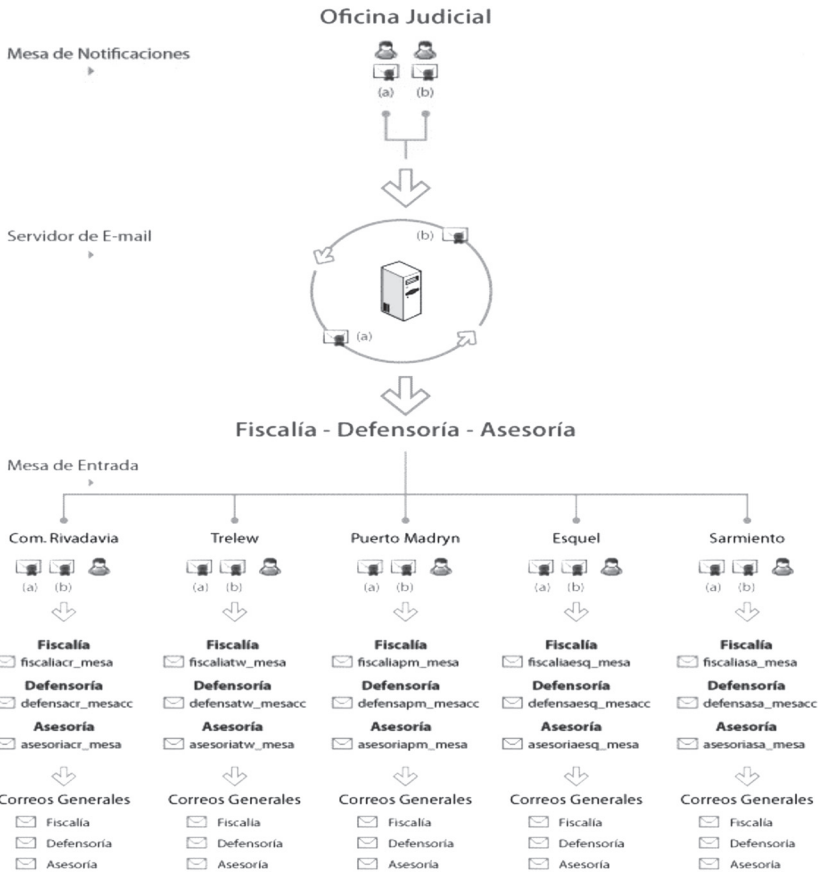 Oficina Judicial
Mesa de Notificaciones
(a) (b)
Servidor de E-mail
(b)
(a)
Fiscalía - Defensoría - Asesoría
Mesa de Entrada
Com. Rivadavia Trelew Puerto Madryn Esquel Sarmiento
(a) (b) (a) (b) (a) (b) (a) (b) (a) (b)
Fiscalía Fiscalía Fiscalía Fiscalía Fiscalía
fiscaliacr_mesa fiscaliatw_mesa fiscaliapm_mesa fiscaliaesq_mesa fiscaliasa_mesa
Defensoría Defensoría Defensoría Defensoría Defensoría
defensacr_mesacc defensatw_mesacc defensapm_mesacc defensaesq_mesacc defensasa_mesacc
Asesoría Asesoría Asesoría Asesoría Asesoría
asesoriacr_mesa asesoriatw_mesa asesoriapm_mesa asesoriaesq_mesa asesoriasa_mesa
Correos Generales Correos Generales Correos Generales Correos Generales Correos Generales
Fiscalía Fiscalía Fiscalía Fiscalía Fiscalía
Defensoría Defensoría Defensoría Defensoría Defensoría
Asesoría Asesoría Asesoría Asesoría Asesoría